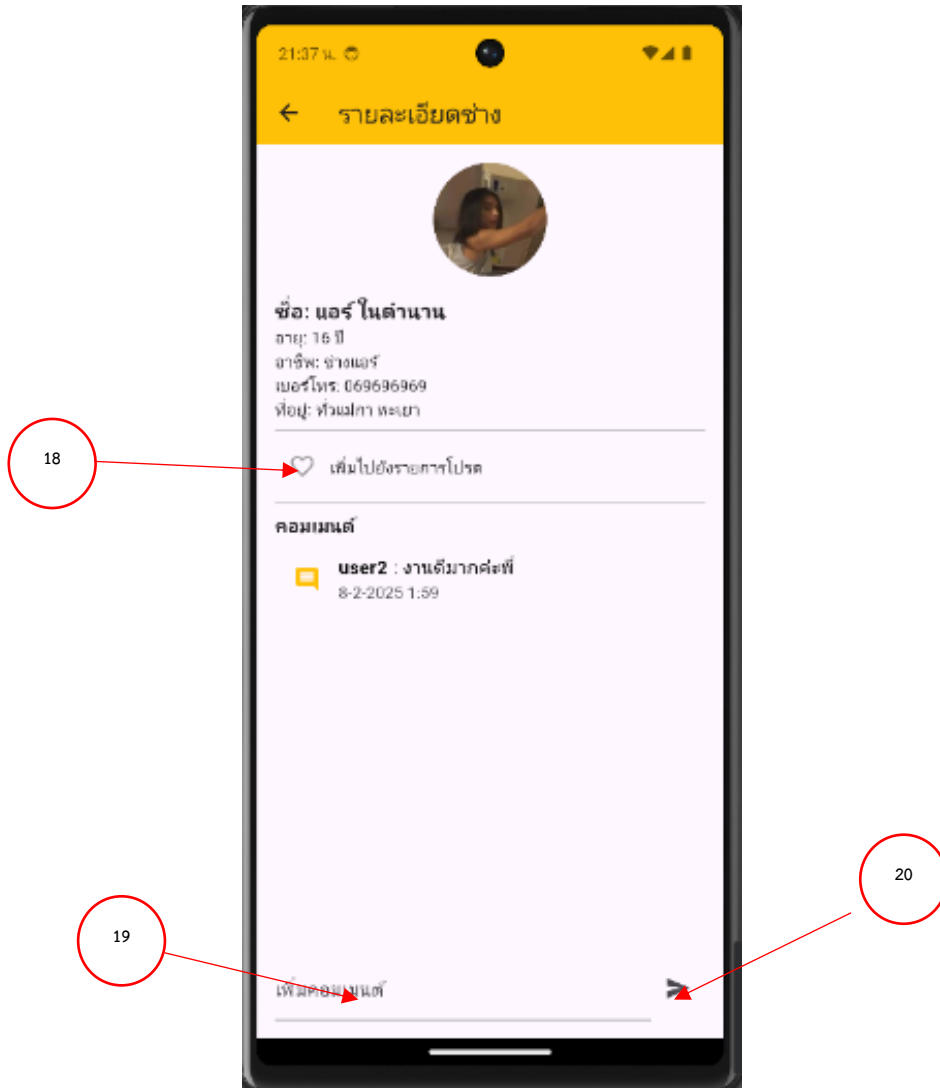 21:37 น.
รายละเอียดช่าง
ชื่อ: แอร์ ในตำนาน
อายุ: 16 ปี
อาชีพ: ช่างแอร์
เบอร์โทร: 069696969
ที่อยู่: ทั่วแม่กา พะเยา
18
เพิ่มไปยังรายการโปรด
คอมเมนต์
user2 : งานดีมากค่ะพี่
8-2-2025 1:59
20
19
เพิ่มคอมเมนต์